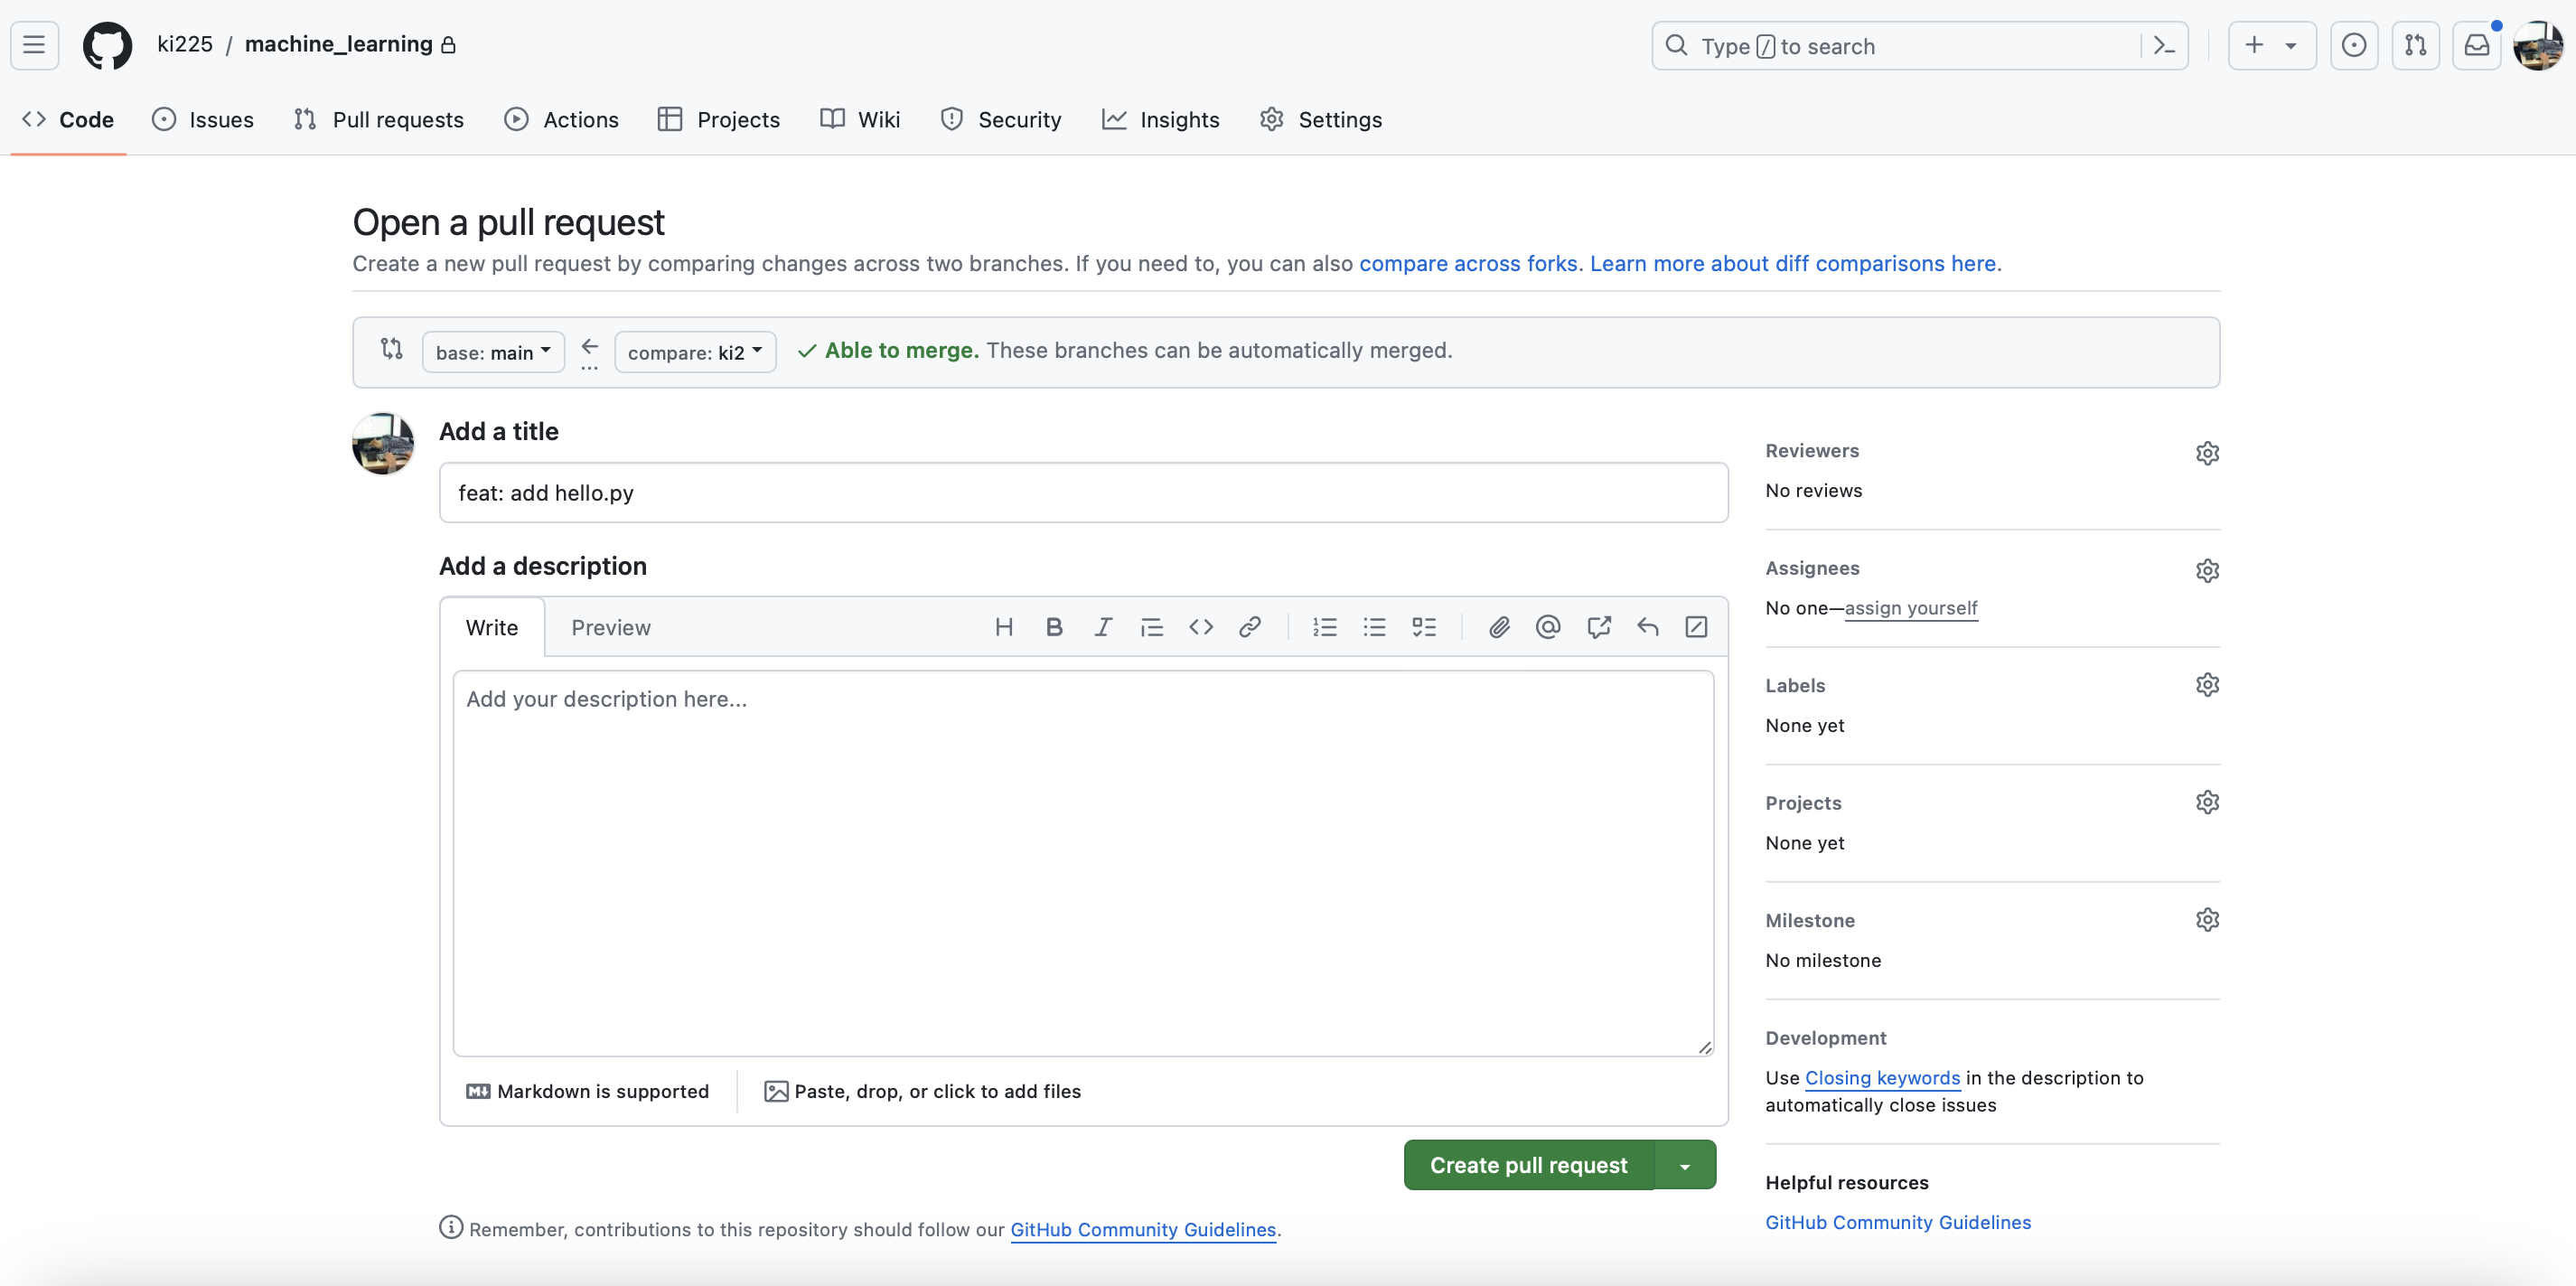 ki225 / machine_learning
Type / to search
Code Issues Pull requests Actions Projects Wiki Security Insights Settings
Open a pull request
Create a new pull request by comparing changes across two branches. If you need to, you can also compare across forks. Learn more about diff comparisons here.
base: main compare: ki2 Able to merge. These branches can be automatically merged.
Add a title
feat: add hello.py
Add a description
Write Preview
Add your description here...
Markdown is supported Paste, drop, or click to add files
Create pull request
Remember, contributions to this repository should follow our GitHub Community Guidelines.
Reviewers
No reviews
Assignees
No one—assign yourself
Labels
None yet
Projects
None yet
Milestone
No milestone
Development
Use Closing keywords in the description to
automatically close issues
Helpful resources
GitHub Community Guidelines